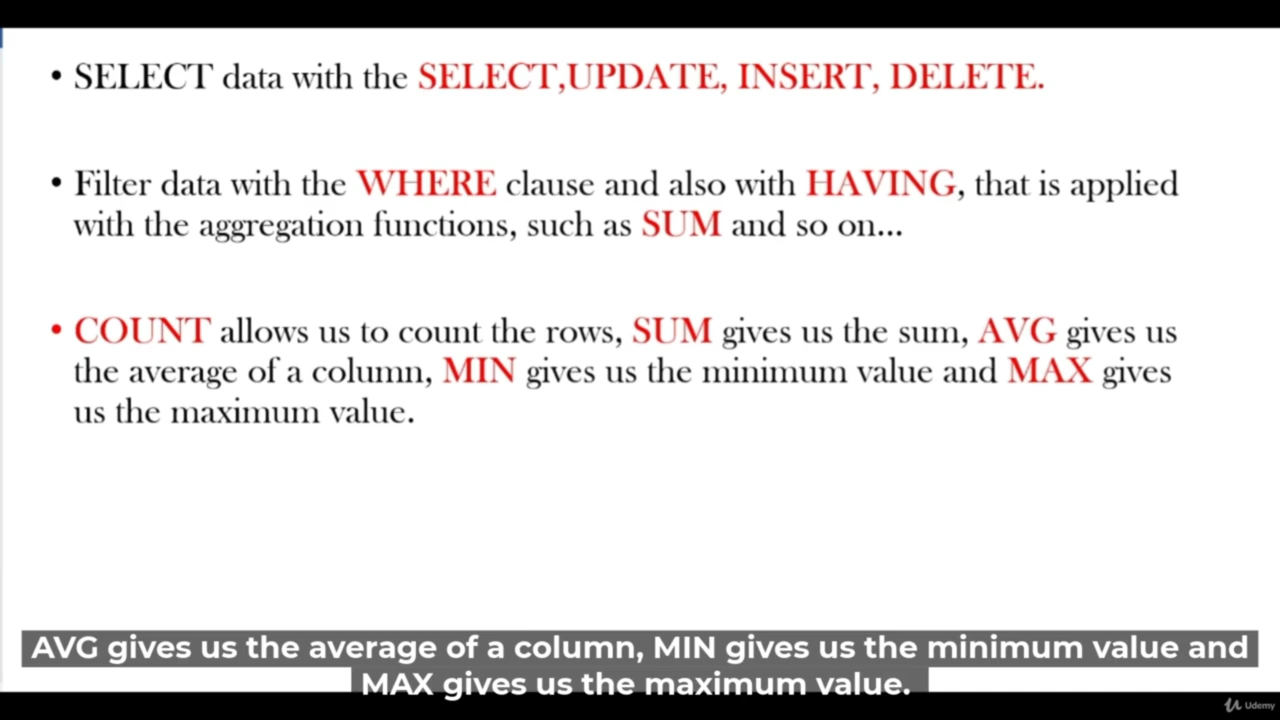 • SELECT data with the SELECT,UPDATE, INSERT, DELETE.
• Filter data with the WHERE clause and also with HAVING, that is applied
with the aggregation functions, such as SUM and so on...
• COUNT allows us to count the rows, SUM gives us the sum, AVG gives us
the average of a column, MIN gives us the minimum value and MAX gives
us the maximum value.
AVG gives us the average of a column, MIN gives us the minimum value and
MAX gives us the maximum value.
Udemy